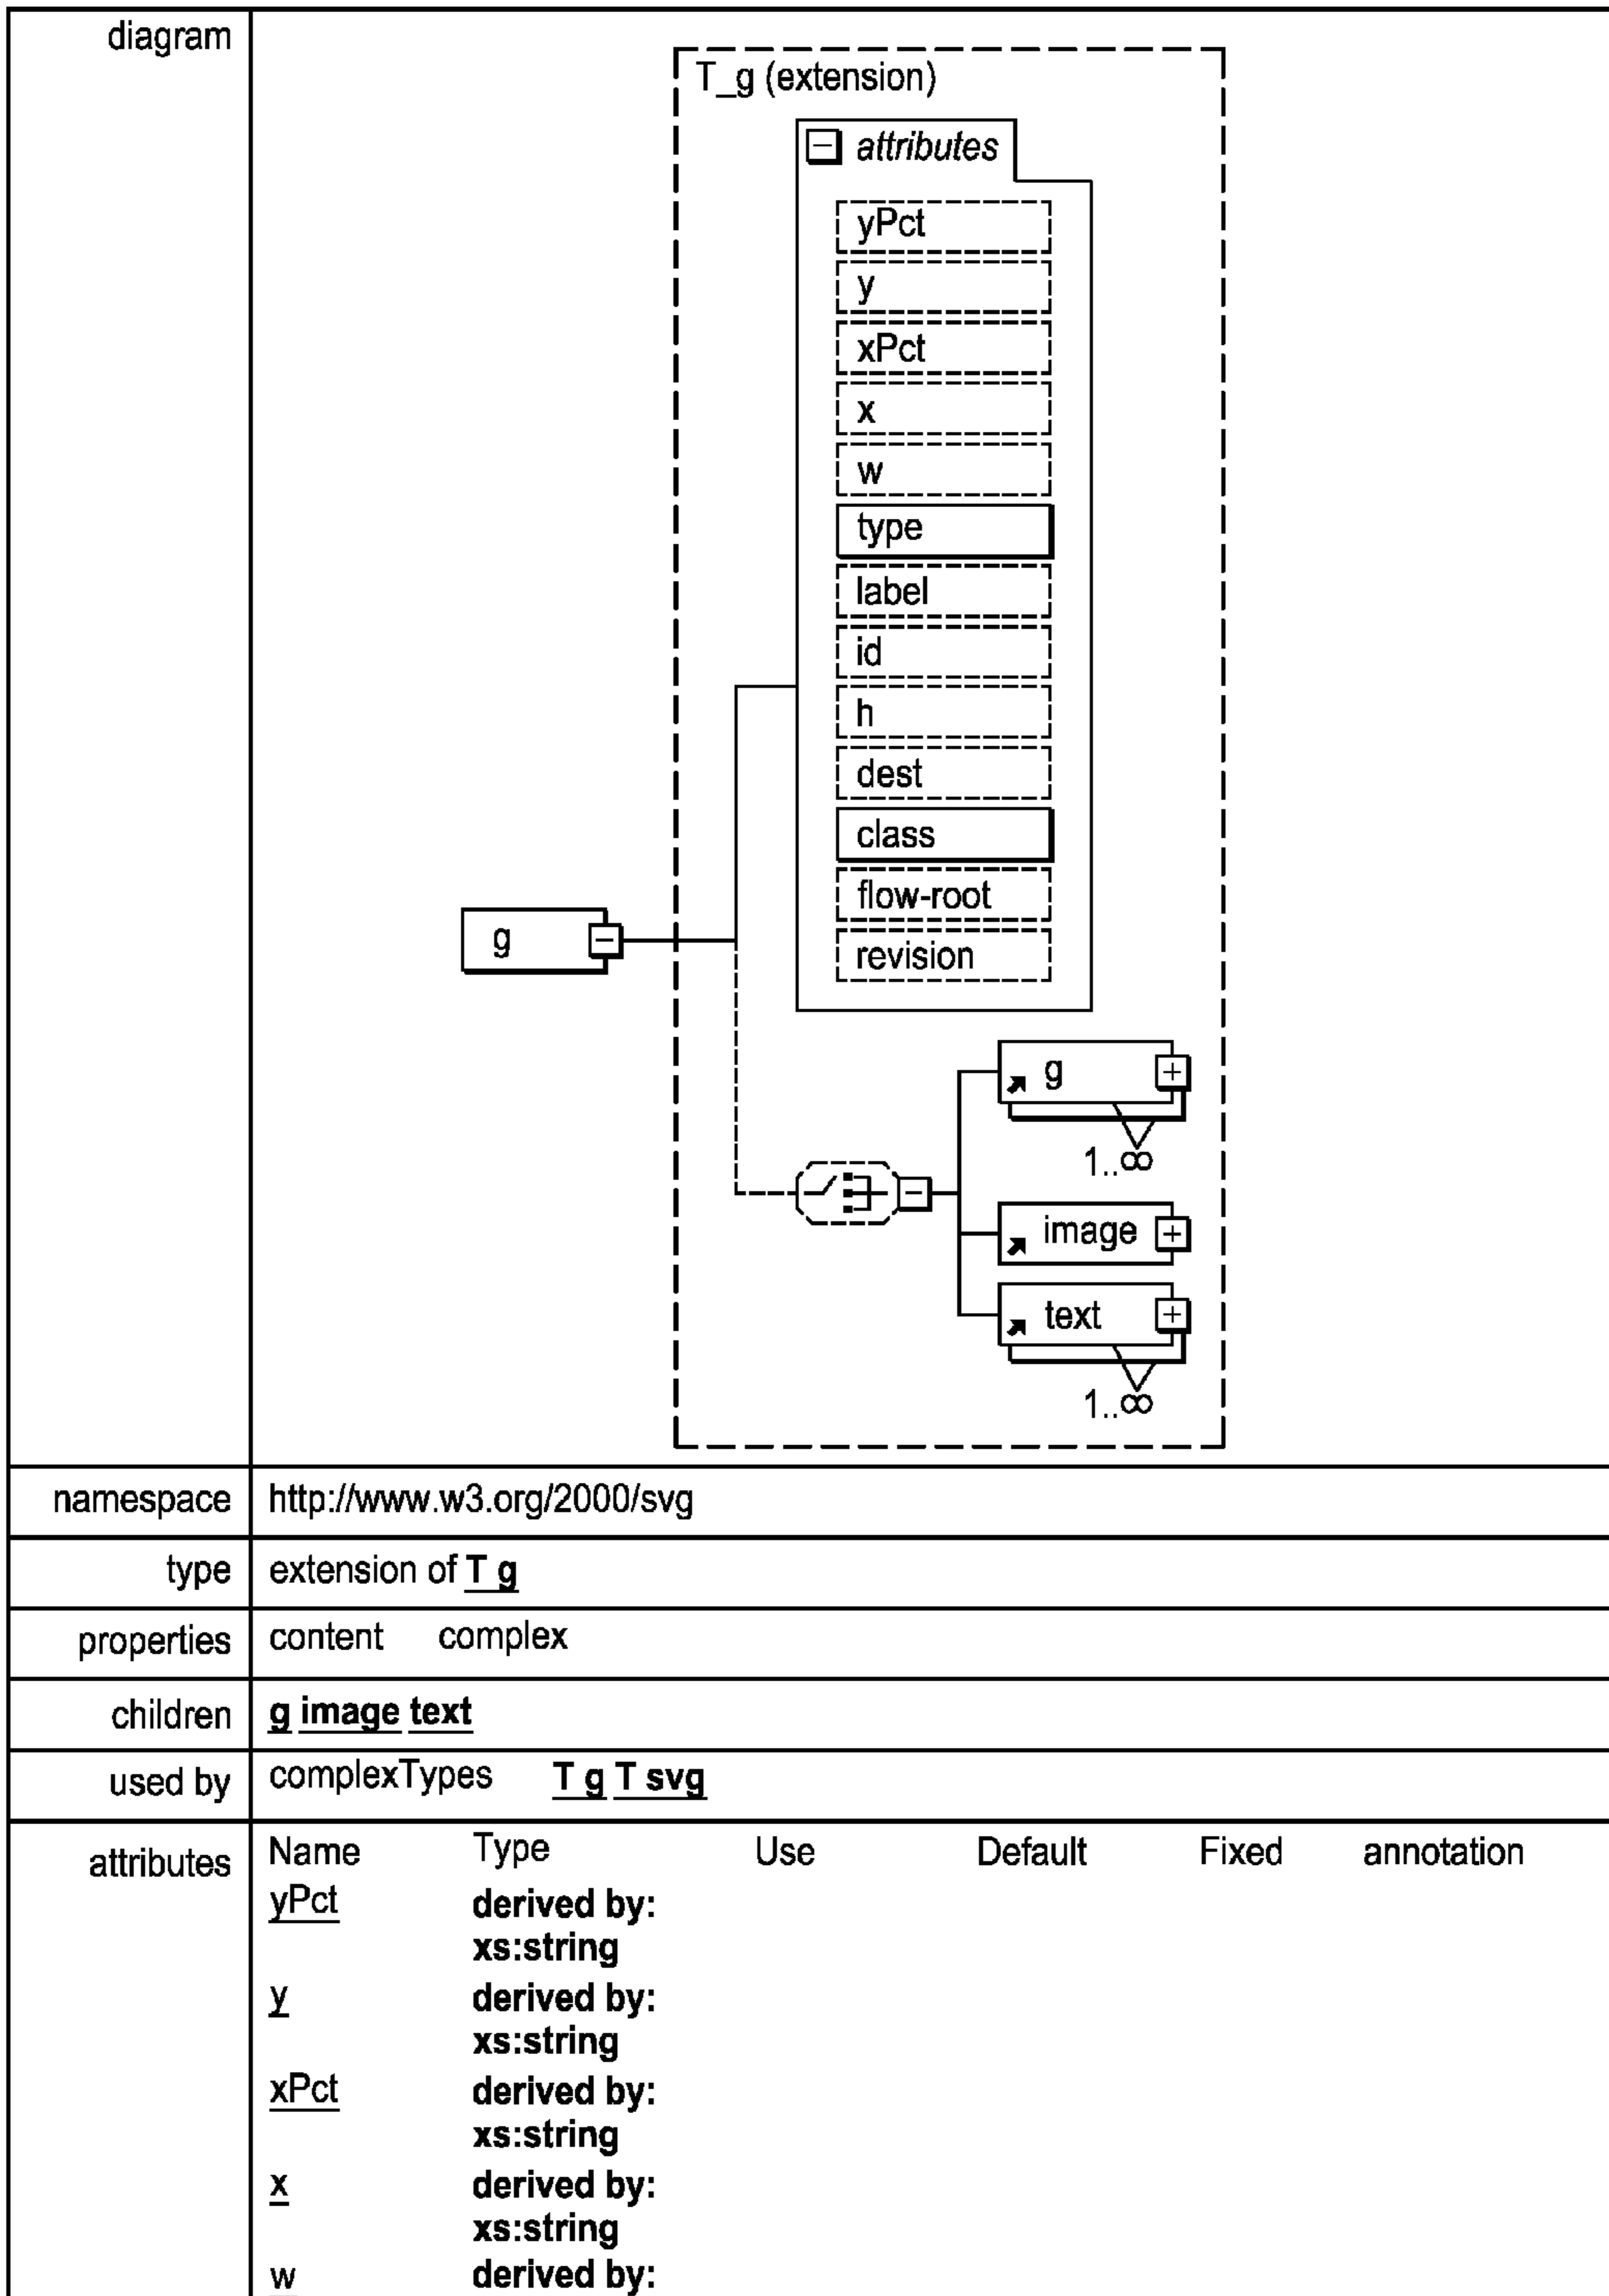 diagram
T_g (extension)
attributes
yPct
y
xPct
x
w
type
label
id
h
dest
class
flow-root
revision
g
g
1..∞
image
text
1..∞
namespace http://www.w3.org/2000/svg
type extension of T g
properties content complex
children g image text
used by complexTypes T g T svg
attributes Name Type Use Default Fixed annotation
yPct derived by:
xs:string
y derived by:
xs:string
xPct derived by:
xs:string
x derived by:
xs:string
w derived by: